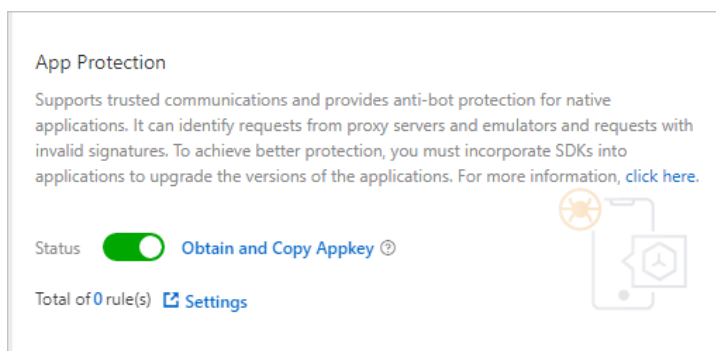 App Protection
Supports trusted communications and provides anti-bot protection for native
applications. It can identify requests from proxy servers and emulators and requests with
invalid signatures. To achieve better protection, you must incorporate SDKs into
applications to upgrade the versions of the applications. For more information, click here.
Status Obtain and Copy Appkey ?
Total of 0 rule(s) Settings